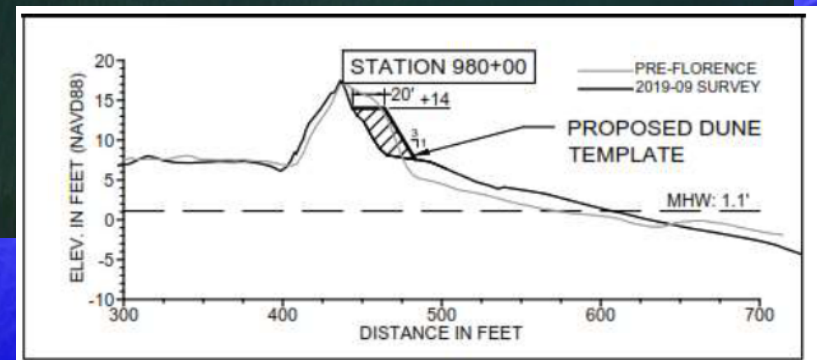 STATION 980+00
PRE-FLORENCE
2019-09 SURVEY
20' +14
3
1
PROPOSED DUNE
TEMPLATE
MHW: 1.1'
ELEV. IN FEET (NAVD88)
20
15
10
5
0
-5
-10
300 400 500 600 700
DISTANCE IN FEET